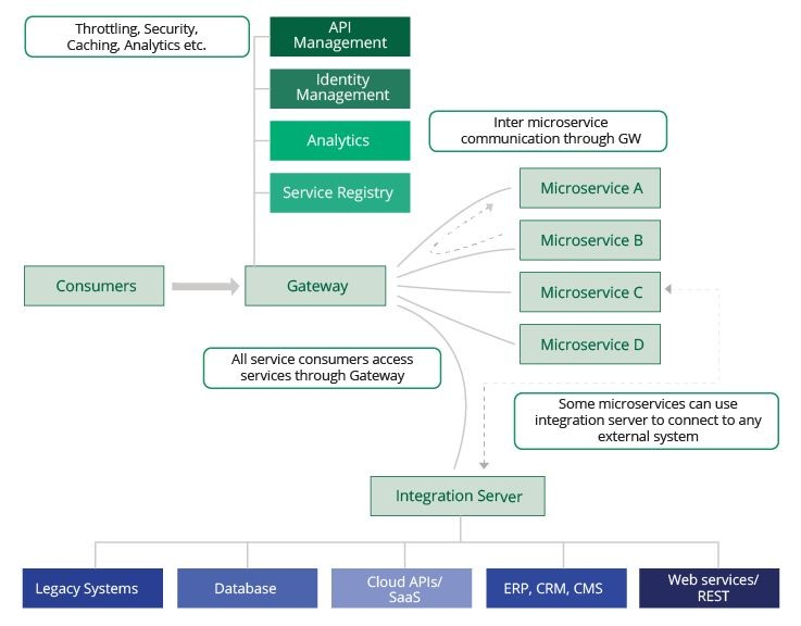 Throttling, Security,
Caching, Analytics etc.
API
Management
Identity
Management
Analytics
Service Registry
Inter microservice
communication through GW
Microservice A
Microservice B
Microservice C
Microservice D
Consumers
Gateway
All service consumers access
services through Gateway
Some microservices can use
integration server to connect to any
external system
Integration Server
Legacy Systems
Database
Cloud APIs/
SaaS
ERP, CRM, CMS
Web services/
REST